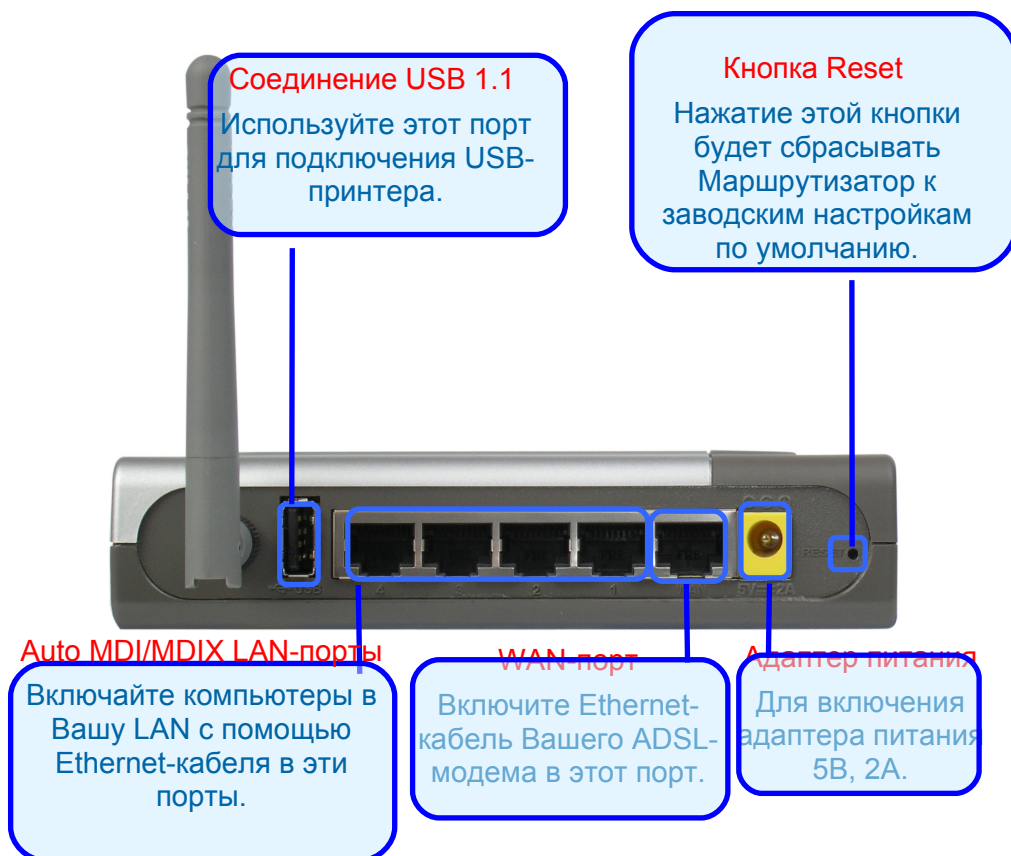 Соединение USB 1.1
Используйте этот порт
для подключения USB-
принтера.
Кнопка Reset
Нажатие этой кнопки
будет сбрасывать
Маршрутизатор к
заводским настройкам
по умолчанию.
USB
4
3
2
1
WAN
5V 2A
RESET
Auto MDI/MDIX LAN-порты
Включайте компьютеры в
Вашу LAN с помощью
Ethernet-кабеля в эти
порты.
WAN-порт
Включите Ethernet-
кабель Вашего ADSL-
модема в этот порт.
Адаптер питания
Для включения
адаптера питания
5В, 2А.